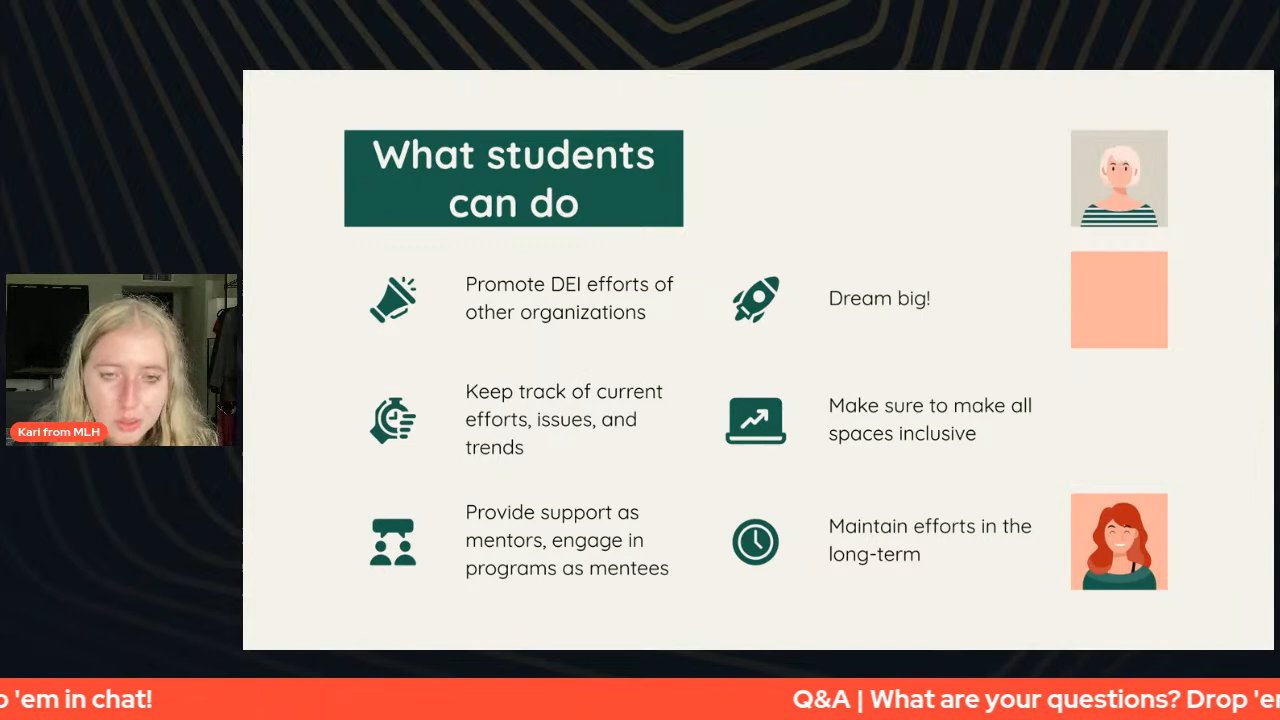 What students
can do
Promote DEI efforts of
other organizations
Dream big!
Keep track of current
efforts, issues, and
trends
Make sure to make all
spaces inclusive
Provide support as
mentors, engage in
programs as mentees
Maintain efforts in the
long-term
Kari from MLH
'em in chat!
Q&A | What are your questions? Drop